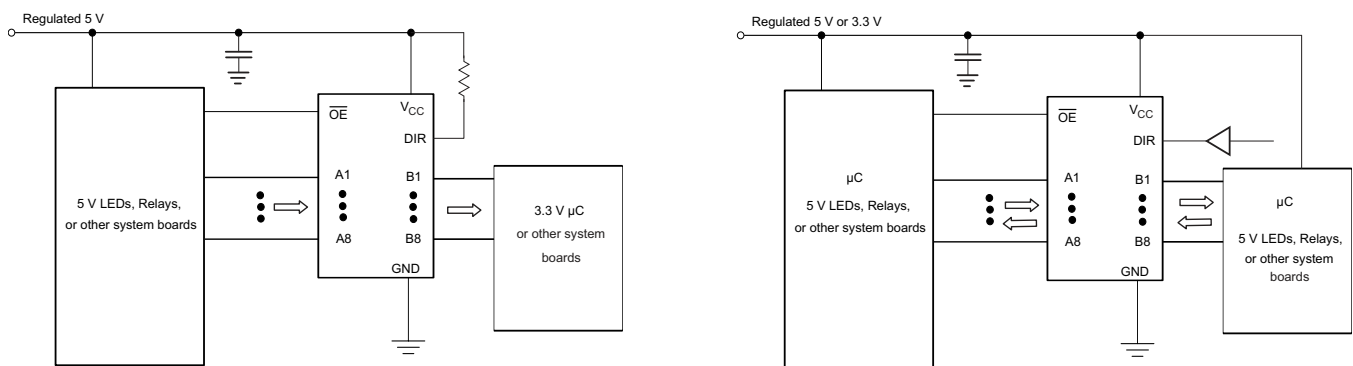 Regulated 5 V
OE
VCC
DIR
A1
B1
A8
B8
GND
5 V LEDs, Relays,
or other system boards
3.3 V µC
or other system
boards
Regulated 5 V or 3.3 V
OE
VCC
DIR
A1
B1
A8
B8
GND
µC
5 V LEDs, Relays,
or other system boards
µC
5 V LEDs, Relays,
or other system
boards